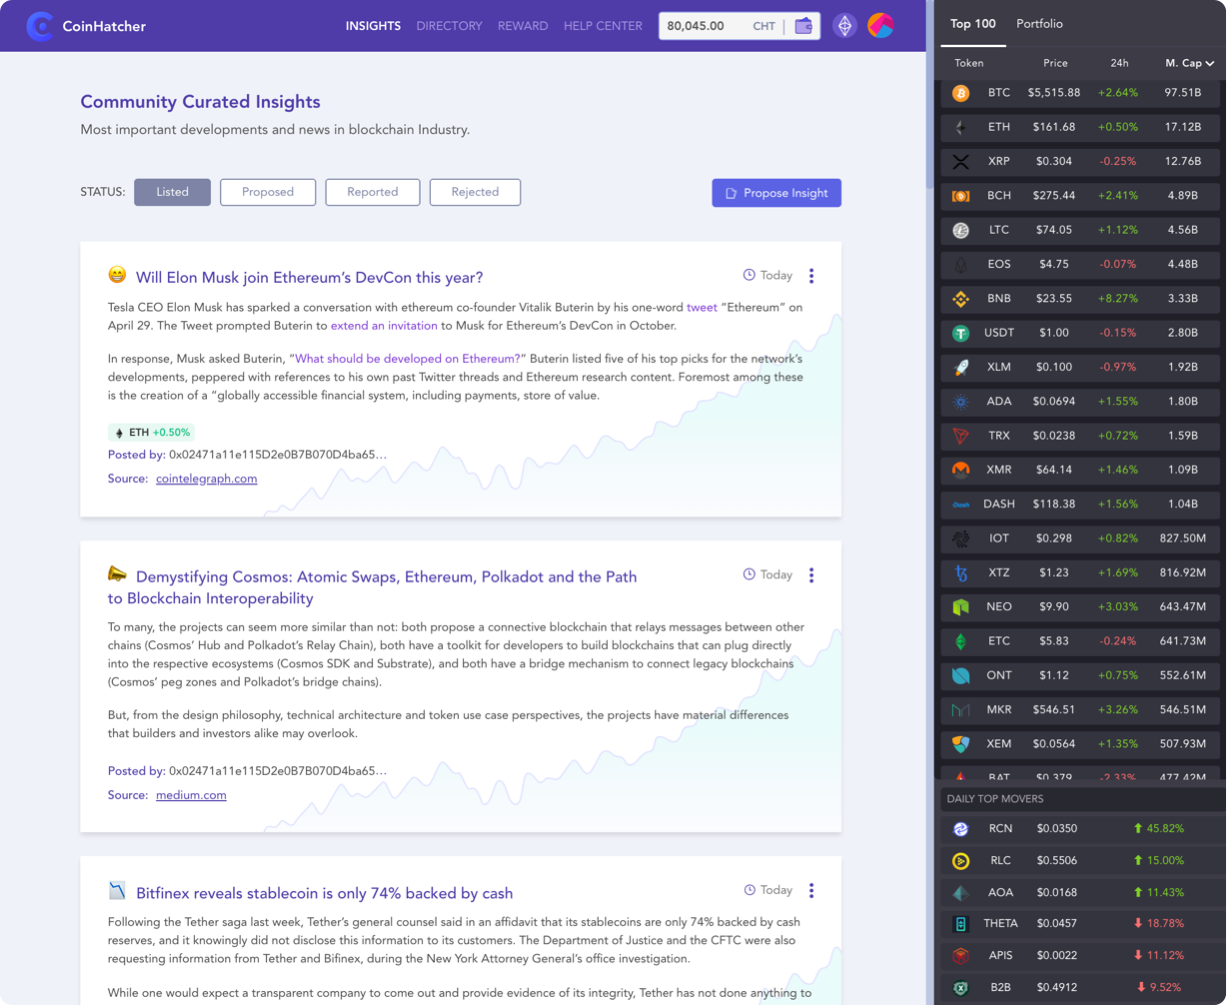 CoinHatcher
INSIGHTS DIRECTORY REWARD HELP CENTER 80,045.00 CHT
Community Curated Insights
Most important developments and news in blockchain Industry.
STATUS: Listed Proposed Reported Rejected Propose Insight
Will Elon Musk join Ethereum’s DevCon this year? Today
Tesla CEO Elon Musk has sparked a conversation with ethereum co-founder Vitalik Buterin by his one-word tweet “Ethereum” on
April 29. The Tweet prompted Buterin to extend an invitation to Musk for Ethereum’s DevCon in October.
In response, Musk asked Buterin, “What should be developed on Ethereum?” Buterin listed five of his top picks for the network’s
developments, peppered with references to his own past Twitter threads and Ethereum research content. Foremost among these
is the creation of a “globally accessible financial system, including payments, store of value.
ETH +0.50%
Posted by: 0x02471a11e115D2e0B7B070D4ba65...
Source: cointelegraph.com
Demystifying Cosmos: Atomic Swaps, Ethereum, Polkadot and the Path Today
to Blockchain Interoperability
To many, the projects can seem more similar than not: both propose a connective blockchain that relays messages between other
chains (Cosmos’ Hub and Polkadot’s Relay Chain), both have a toolkit for developers to build blockchains that can plug directly
into the respective ecosystems (Cosmos SDK and Substrate), and both have a bridge mechanism to connect legacy blockchains
(Cosmos’ peg zones and Polkadot’s bridge chains).
But, from the design philosophy, technical architecture and token use case perspectives, the projects have material differences
that builders and investors alike may overlook.
Posted by: 0x02471a11e115D2e0B7B070D4ba65...
Source: medium.com
Bitfinex reveals stablecoin is only 74% backed by cash Today
Following the Tether saga last week, Tether’s general counsel said in an affidavit that its stablecoins are only 74% backed by cash
reserves, and it knowingly did not disclose this information to its customers. The Department of Justice and the CFTC were also
requesting information from Tether and Bifinex, during the New York Attorney General’s office investigation.
While one would expect a transparent company to come out and provide evidence of its integrity, Tether has not done anything to
Top 100 Portfolio
Token Price 24h M. Cap
BTC $5,515.88 +2.64% 97.51B
ETH $161.68 +0.50% 17.12B
XRP $0.304 -0.25% 12.76B
BCH $275.44 +2.41% 4.89B
LTC $74.05 +1.12% 4.56B
EOS $4.75 -0.07% 4.48B
BNB $23.55 +8.27% 3.33B
USDT $1.00 -0.15% 2.80B
XLM $0.100 -0.97% 1.92B
ADA $0.0694 +1.55% 1.80B
TRX $0.0238 +0.72% 1.59B
XMR $64.14 +1.46% 1.09B
DASH $118.38 +1.56% 1.04B
IOT $0.298 +0.82% 827.50M
XTZ $1.23 +1.69% 816.92M
NEO $9.90 +3.03% 643.47M
ETC $5.83 -0.24% 641.73M
ONT $1.12 +0.75% 552.61M
MKR $546.51 +3.26% 546.51M
XEM $0.0564 +1.35% 507.93M
BAT $0.379 -2.33% 477.42M
DAILY TOP MOVERS
RCN $0.0350 45.82%
RLC $0.5506 15.00%
AOA $0.0168 11.43%
THETA $0.0457 18.78%
APIS $0.0022 11.12%
B2B $0.4912 9.52%